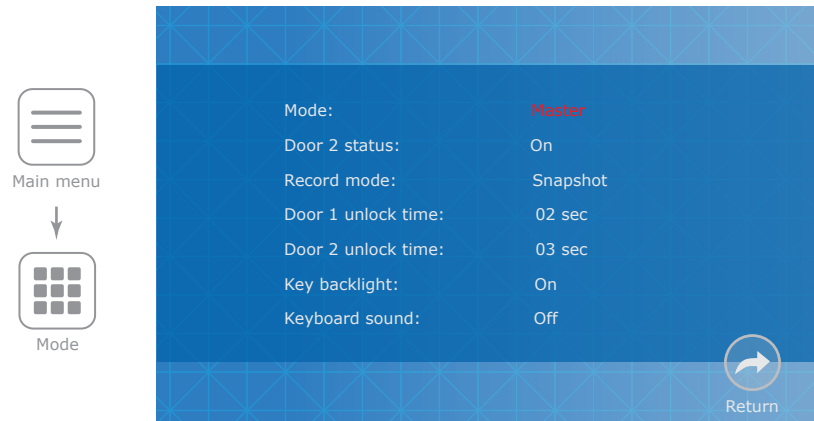 Main menu
Mode
Mode: Master
Door 2 status: On
Record mode: Snapshot
Door 1 unlock time: 02 sec
Door 2 unlock time: 03 sec
Key backlight: On
Keyboard sound: Off
Return